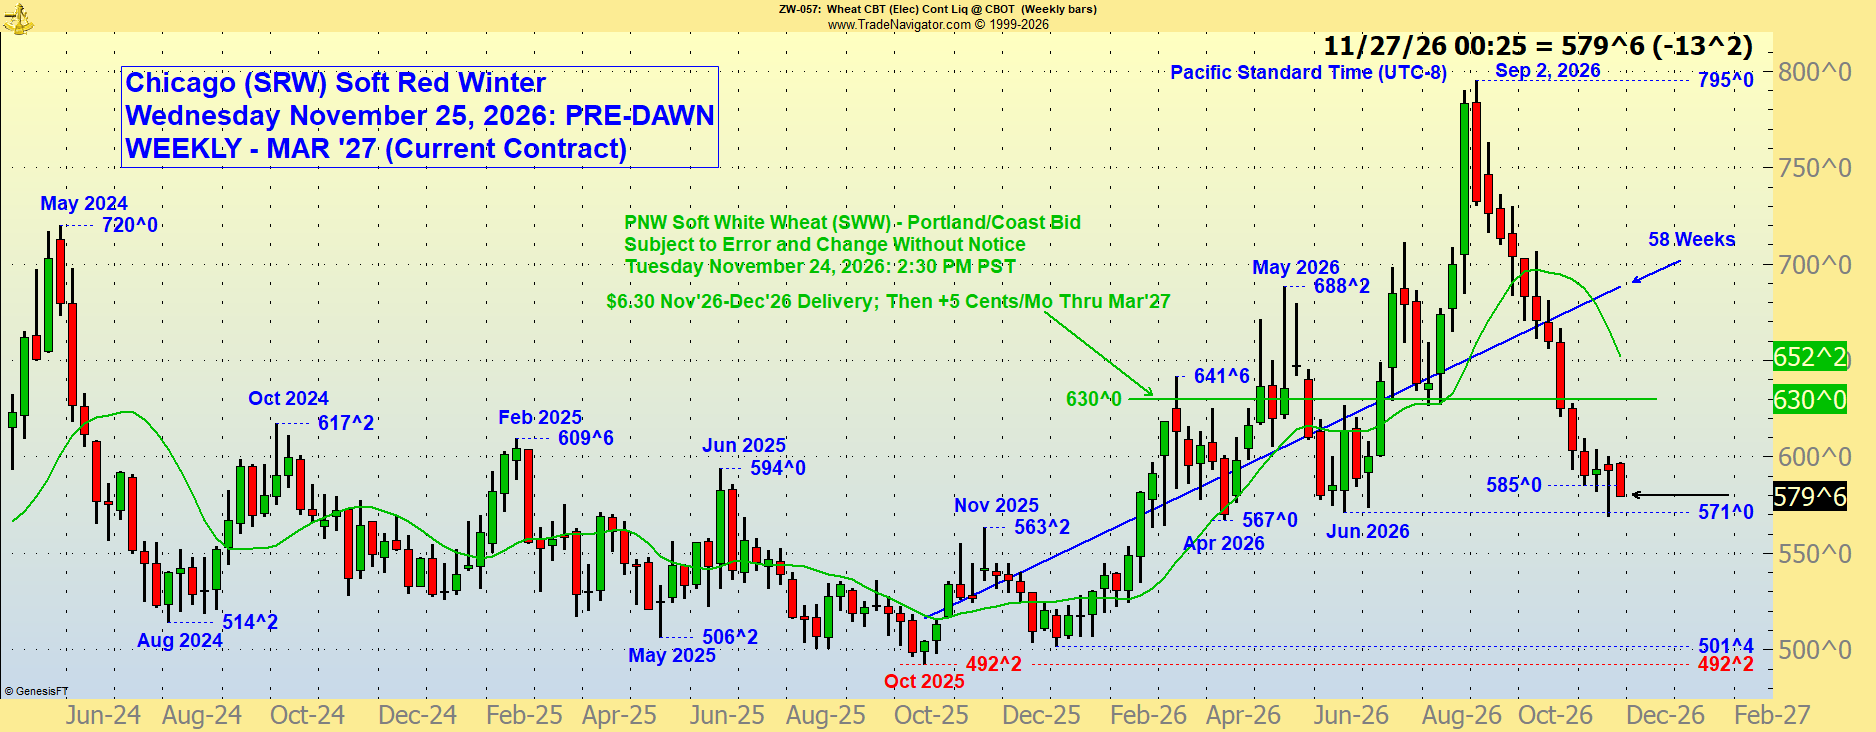 ZW-057: Wheat CBT (Elec) Cont Liq @ CBOT (Weekly bars)
www.TradeNavigator.com © 1999-2026
11/27/26 00:25 = 579^6 (-13^2)
Pacific Standard Time (UTC-8)
Sep 2, 2026
795^0
Chicago (SRW) Soft Red Winter
Wednesday November 25, 2026: PRE-DAWN
WEEKLY - MAR '27 (Current Contract)
May 2024
720^0
PNW Soft White Wheat (SWW) - Portland/Coast Bid
Subject to Error and Change Without Notice
Tuesday November 24, 2026: 2:30 PM PST
$6.30 Nov'26-Dec'26 Delivery; Then +5 Cents/Mo Thru Mar'27
58 Weeks
May 2026
688^2
641^6
630^0
Oct 2024
617^2
Feb 2025
609^6
Jun 2025
594^0
Nov 2025
563^2
585^0
567^0
Apr 2026
Jun 2026
571^0
514^2
Aug 2024
506^2
May 2025
492^2
Oct 2025
501^4
492^2
800^0
750^0
700^0
652^2
630^0
600^0
579^6
550^0
500^0
© GenesisFT
Jun-24 Aug-24 Oct-24 Dec-24 Feb-25 Apr-25 Jun-25 Aug-25 Oct-25 Dec-25 Feb-26 Apr-26 Jun-26 Aug-26 Oct-26 Dec-26 Feb-27